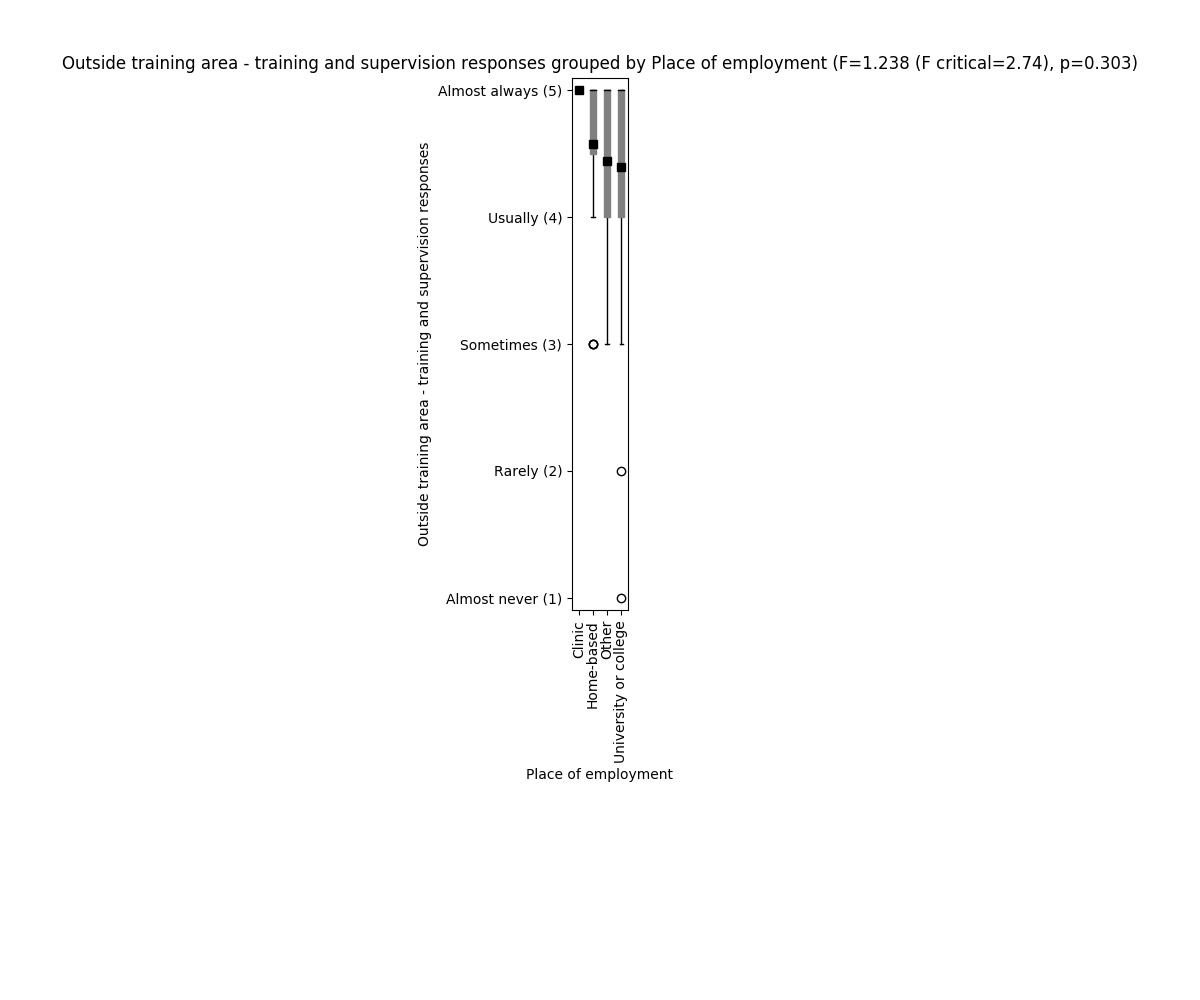 Outside training area - training and supervision responses grouped by Place of employment (F=1.238 (F critical=2.74), p=0.303)
Outside training area - training and supervision responses
Almost always (5)
Usually (4)
Sometimes (3)
Rarely (2)
Almost never (1)
Clinic
Home-based
Other
University or college
Place of employment